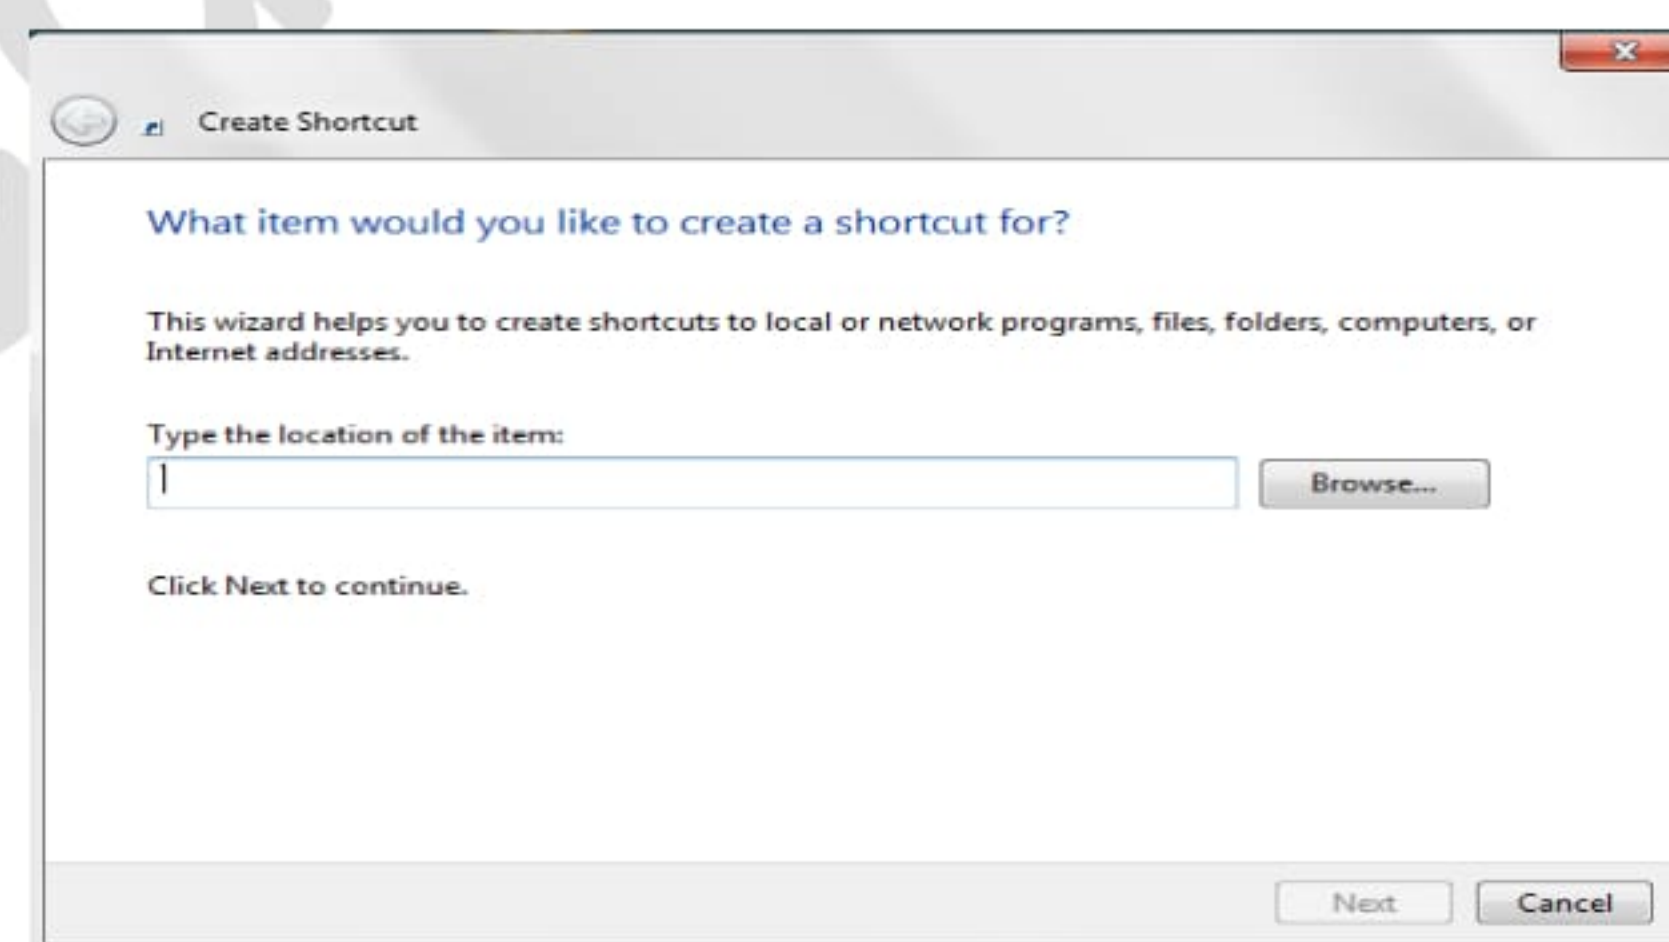 Create Shortcut
What item would you like to create a shortcut for?
This wizard helps you to create shortcuts to local or network programs, files, folders, computers, or
Internet addresses.
Type the location of the item:
Browse...
Click Next to continue.
Next
Cancel